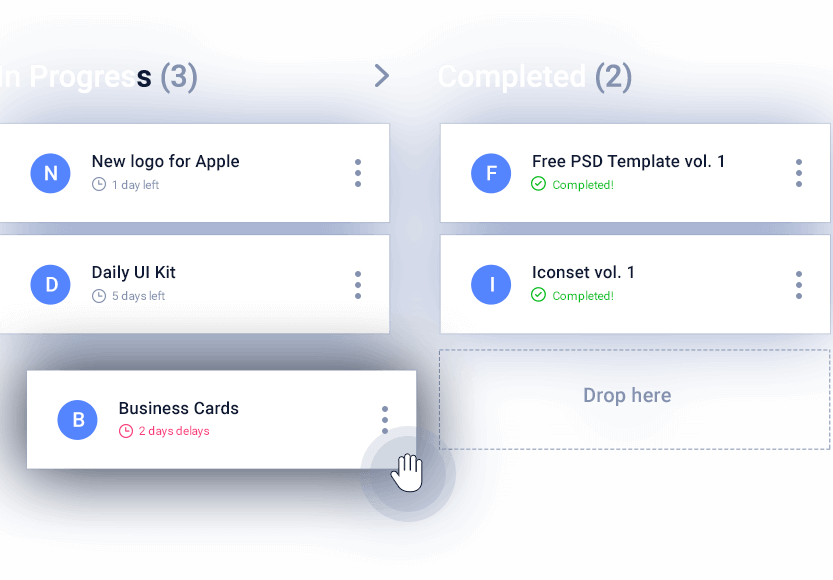 In Progress (3)
N
New logo for Apple
1 day left
D
Daily UI Kit
5 days left
B
Business Cards
2 days delays
Completed (2)
F
Free PSD Template vol. 1
Completed!
I
Iconset vol. 1
Completed!
Drop here